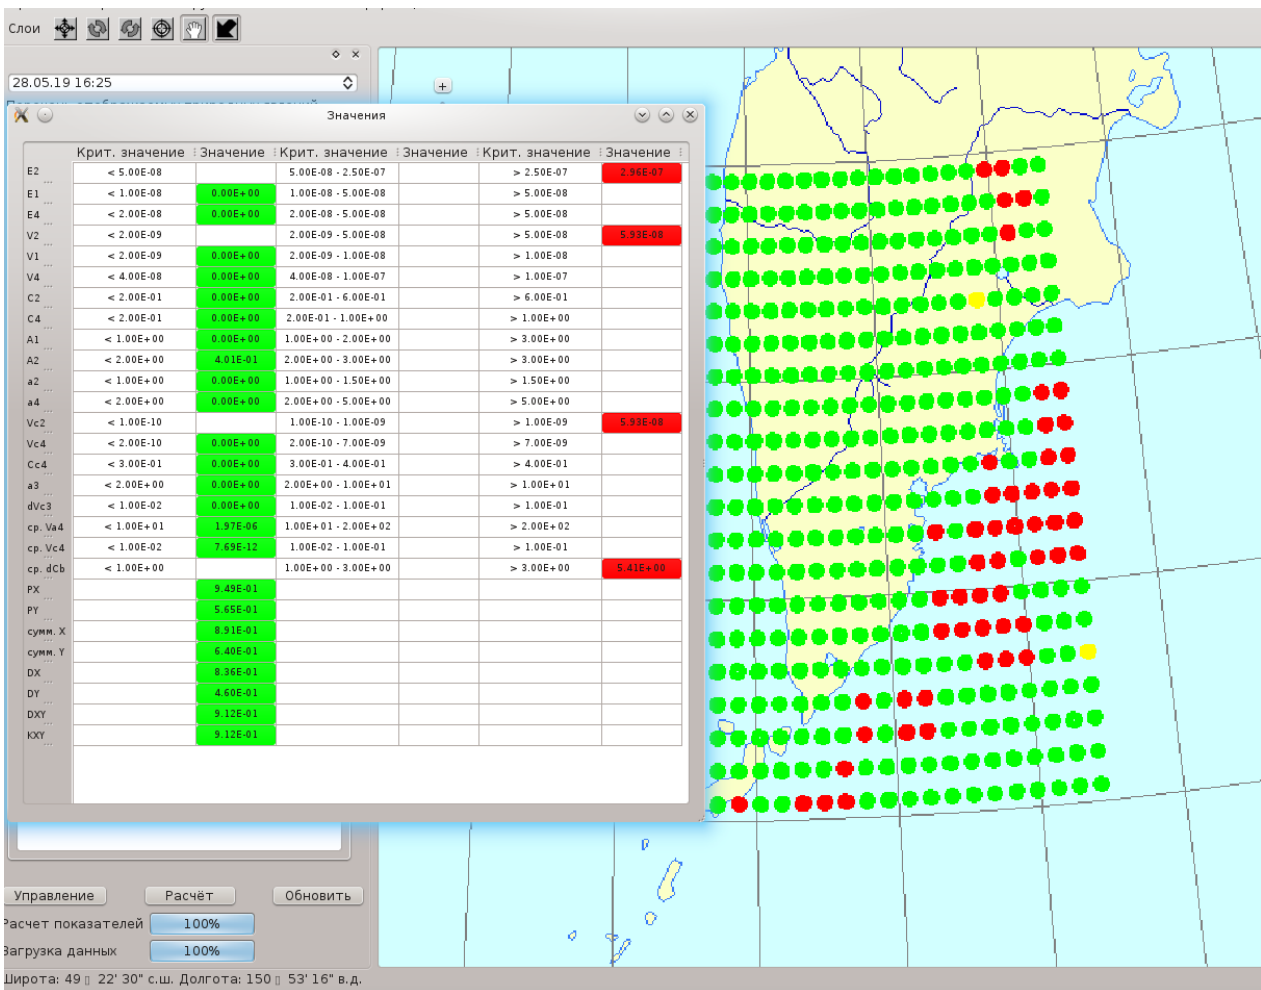 Слои
28.05.19 16:25
+
Значения
Крит. значение Значение Крит. значение Значение Крит. значение Значение
E2 ... < 5.00E-08 5.00E-08 - 2.50E-07 > 2.50E-07 2.96E-07
E1 ... < 1.00E-08 0.00E+00 1.00E-08 - 5.00E-08 > 5.00E-08
E4 ... < 2.00E-08 0.00E+00 2.00E-08 - 5.00E-08 > 5.00E-08
V2 ... < 2.00E-09 2.00E-09 - 5.00E-08 > 5.00E-08 5.93E-08
V1 ... < 2.00E-09 0.00E+00 2.00E-09 - 1.00E-08 > 1.00E-08
V4 ... < 4.00E-08 0.00E+00 4.00E-08 - 1.00E-07 > 1.00E-07
C2 ... < 2.00E-01 0.00E+00 2.00E-01 - 6.00E-01 > 6.00E-01
C4 ... < 2.00E-01 0.00E+00 2.00E-01 - 1.00E+00 > 1.00E+00
A1 ... < 1.00E+00 0.00E+00 1.00E+00 - 2.00E+00 > 3.00E+00
A2 ... < 2.00E+00 4.01E-01 2.00E+00 - 3.00E+00 > 3.00E+00
a2 ... < 1.00E+00 0.00E+00 1.00E+00 - 1.50E+00 > 1.50E+00
a4 ... < 2.00E+00 0.00E+00 2.00E+00 - 5.00E+00 > 5.00E+00
Vc2 ... < 1.00E-10 1.00E-10 - 1.00E-09 > 1.00E-09 5.93E-08
Vc4 ... < 2.00E-10 0.00E+00 2.00E-10 - 7.00E-09 > 7.00E-09
Cc4 ... < 3.00E-01 0.00E+00 3.00E-01 - 4.00E-01 > 4.00E-01
a3 ... < 2.00E+00 0.00E+00 2.00E+00 - 1.00E+01 > 1.00E+01
dVc3 ... < 1.00E-02 0.00E+00 1.00E-02 - 1.00E-01 > 1.00E-01
ср. Va4 ... < 1.00E+01 1.97E-06 1.00E+01 - 2.00E+02 > 2.00E+02
ср. Vc4 ... < 1.00E-02 7.69E-12 1.00E-02 - 1.00E-01 > 1.00E-01
ср. dCb ... < 1.00E+00 1.00E+00 - 3.00E+00 > 3.00E+00 5.41E+00
PX ... 9.49E-01
PY ... 5.65E-01
сумм. X ... 8.91E-01
сумм. Y ... 6.40E-01
DX ... 8.36E-01
DY ... 4.60E-01
DXY ... 9.12E-01
KXY ... 9.12E-01
Управление Расчёт Обновить
Расчет показателей 100%
Загрузка данных 100%
Широта: 49 ▯ 22' 30" с.ш. Долгота: 150 ▯ 53' 16" в.д.